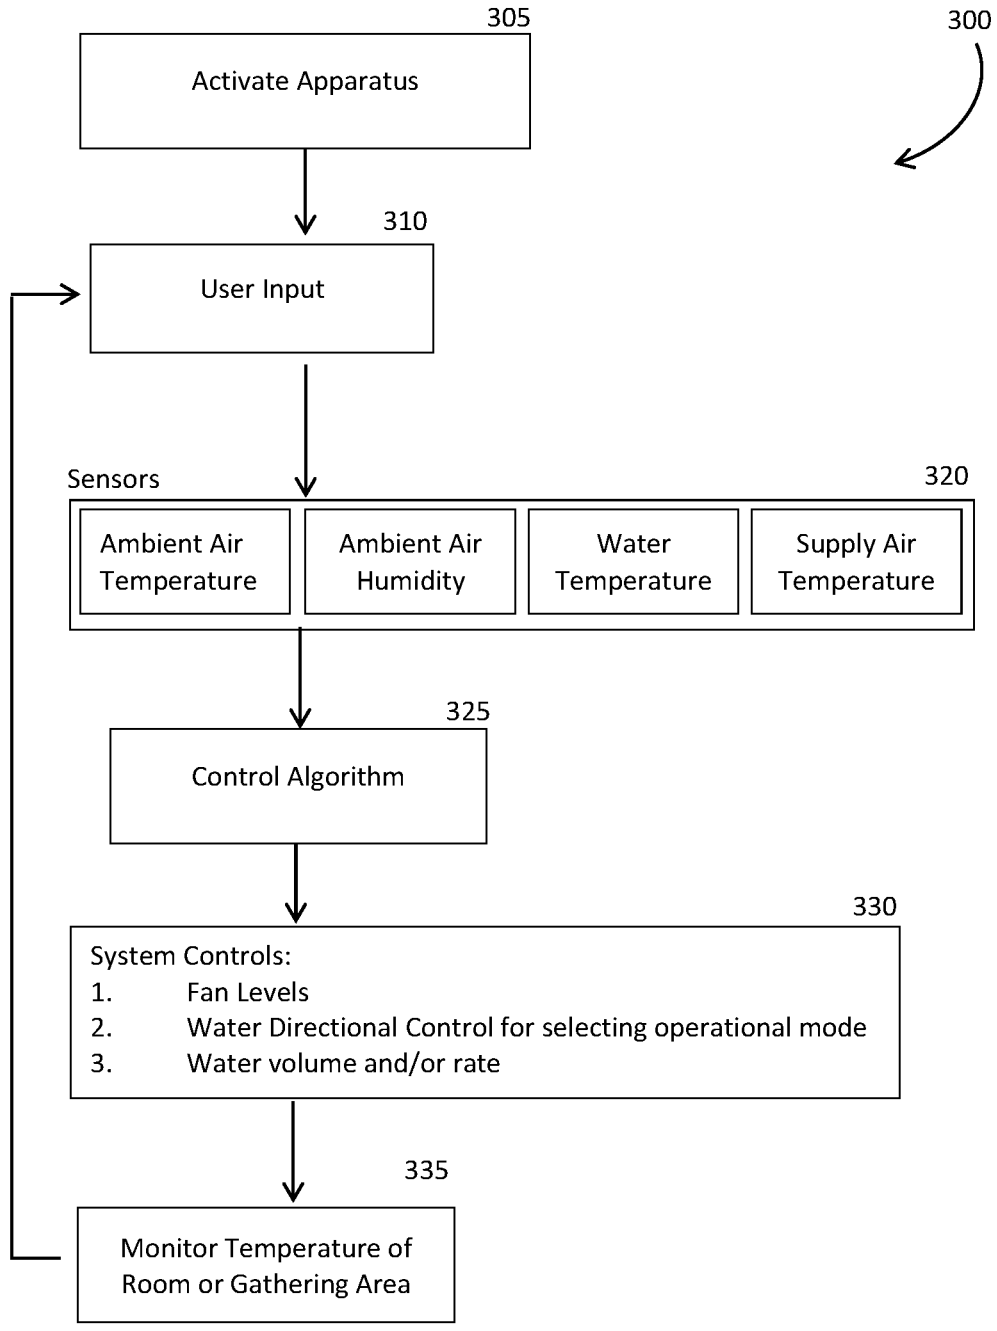 305
300
Activate Apparatus
310
User Input
Sensors
320
Ambient Air
Temperature
Ambient Air
Humidity
Water
Temperature
Supply Air
Temperature
325
Control Algorithm
330
System Controls:
1. Fan Levels
2. Water Directional Control for selecting operational mode
3. Water volume and/or rate
335
Monitor Temperature of
Room or Gathering Area